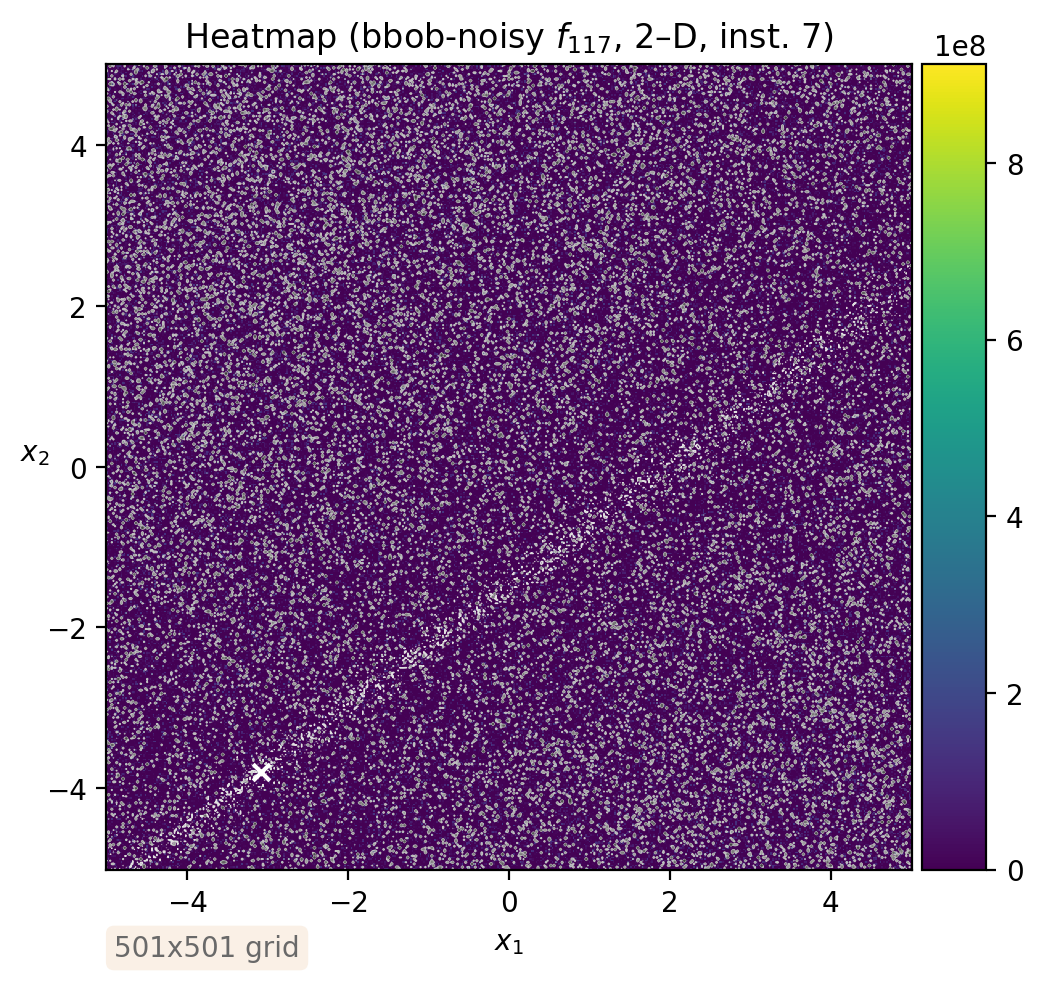 Heatmap (bbob-noisy f117, 2–D, inst. 7)
1e8
8
6
4
2
0
4
2
0
−2
−4
x2
−4 −2 0 2 4
x1
501x501 grid